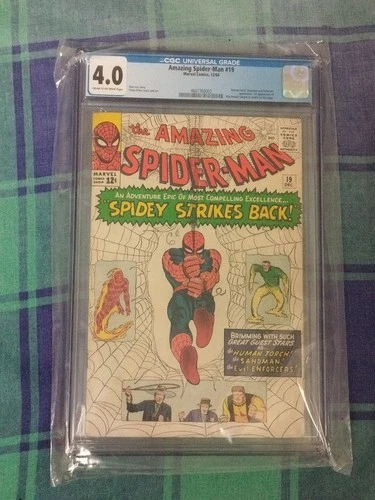 CGC UNIVERSAL GRADE
4.0
Amazing Spider-Man #19
Marvel Comics, 12/64
the AMAZING
SPIDER-MAN
MARVEL
COMICS
GROUP
12¢
19
DEC
AN ADVENTURE EPIC OF MOST COMPELLING EXCELLENCE...
"SPIDEY STRIKES BACK!"
BRIMMING WITH SUCH
GREAT GUEST STARS
AS
the HUMAN TORCH!
the SANDMAN!
the EVIL ENFORCERS!